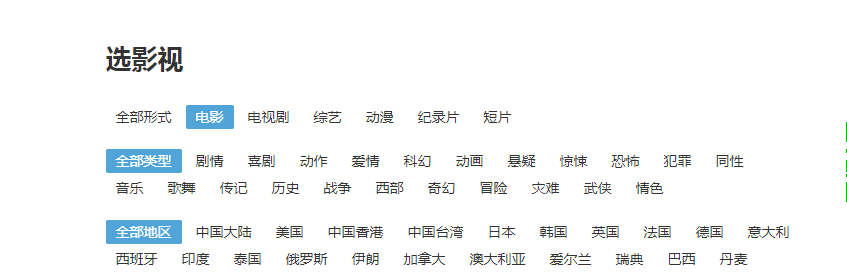 选影视
全部形式 电影 电视剧 综艺 动漫 纪录片 短片
全部类型 剧情 喜剧 动作 爱情 科幻 动画 悬疑 惊悚 恐怖 犯罪 同性
音乐 歌舞 传记 历史 战争 西部 奇幻 冒险 灾难 武侠 情色
全部地区 中国大陆 美国 中国香港 中国台湾 日本 韩国 英国 法国 德国 意大利
西班牙 印度 泰国 俄罗斯 伊朗 加拿大 澳大利亚 爱尔兰 瑞典 巴西 丹麦